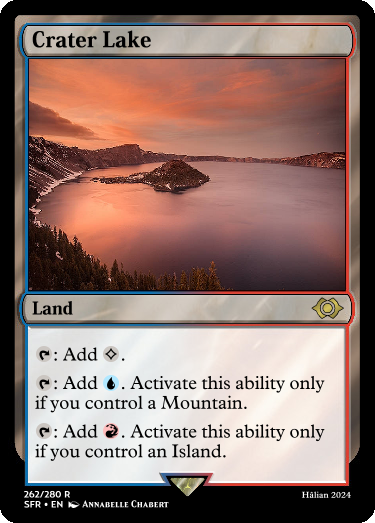 Crater Lake
Land
: Add .
: Add . Activate this ability only
if you control a Mountain.
: Add . Activate this ability only
if you control an Island.
262/280 R
SFR • EN Annabelle Chabert
Hålian 2024